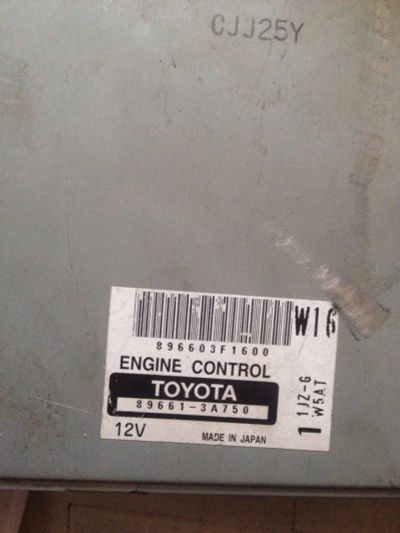 CJJ25Y
W16
896603F1600
ENGINE CONTROL
TOYOTA
89661-3A750
12V
MADE IN JAPAN
1
1JZ-G
W5AT